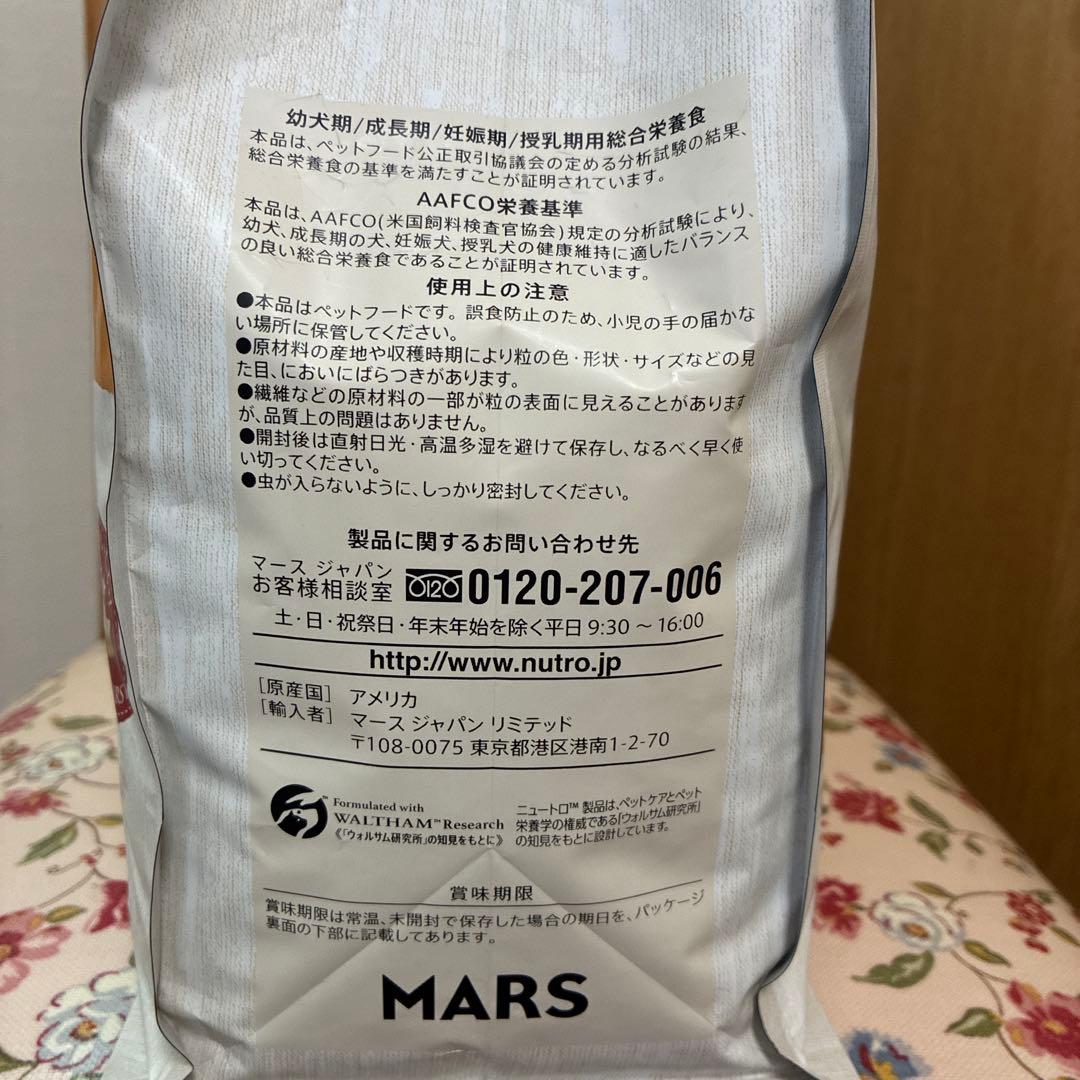 幼犬期/成長期/妊娠期/授乳期用総合栄養食
本品は、ペットフード公正取引協議会の定める分析試験の結果、
総合栄養食の基準を満たすことが証明されています。
AAFCO栄養基準
本品は、AAFCO(米国飼料検査官協会)規定の分析試験により、
幼犬、成長期の犬、妊娠犬、授乳犬の健康維持に適したバランス
の良い総合栄養食であることが証明されています。
使用上の注意
●本品はペットフードです。誤食防止のため、小児の手の届かな
い場所に保管してください。
●原材料の産地や収穫時期により粒の色・形状・サイズなどの見
た目、においにばらつきがあります。
●繊維などの原材料の一部が粒の表面に見えることがあります
が、品質上の問題はありません。
●開封後は直射日光・高温多湿を避けて保存し、なるべく早く使
い切ってください。
●虫が入らないように、しっかり密封してください。
製品に関するお問い合わせ先
マース ジャパン
お客様相談室 0120 0120-207-006
土・日・祝祭日・年末年始を除く平日 9:30 ～ 16:00
http://www.nutro.jp
[原産国] アメリカ
[輸入者] マース ジャパン リミテッド
〒108-0075 東京都港区港南1-2-70
Formulated with
WALTHAM™ Research
《「ウォルサム研究所」の知見をもとに》
ニュートロ™ 製品は、ペットケアとペット
栄養学の権威である「ウォルサム研究所」
の知見をもとに設計しています。
賞味期限
賞味期限は常温、未開封で保存した場合の期日を、パッケージ
裏面の下部に記載してあります。
MARS